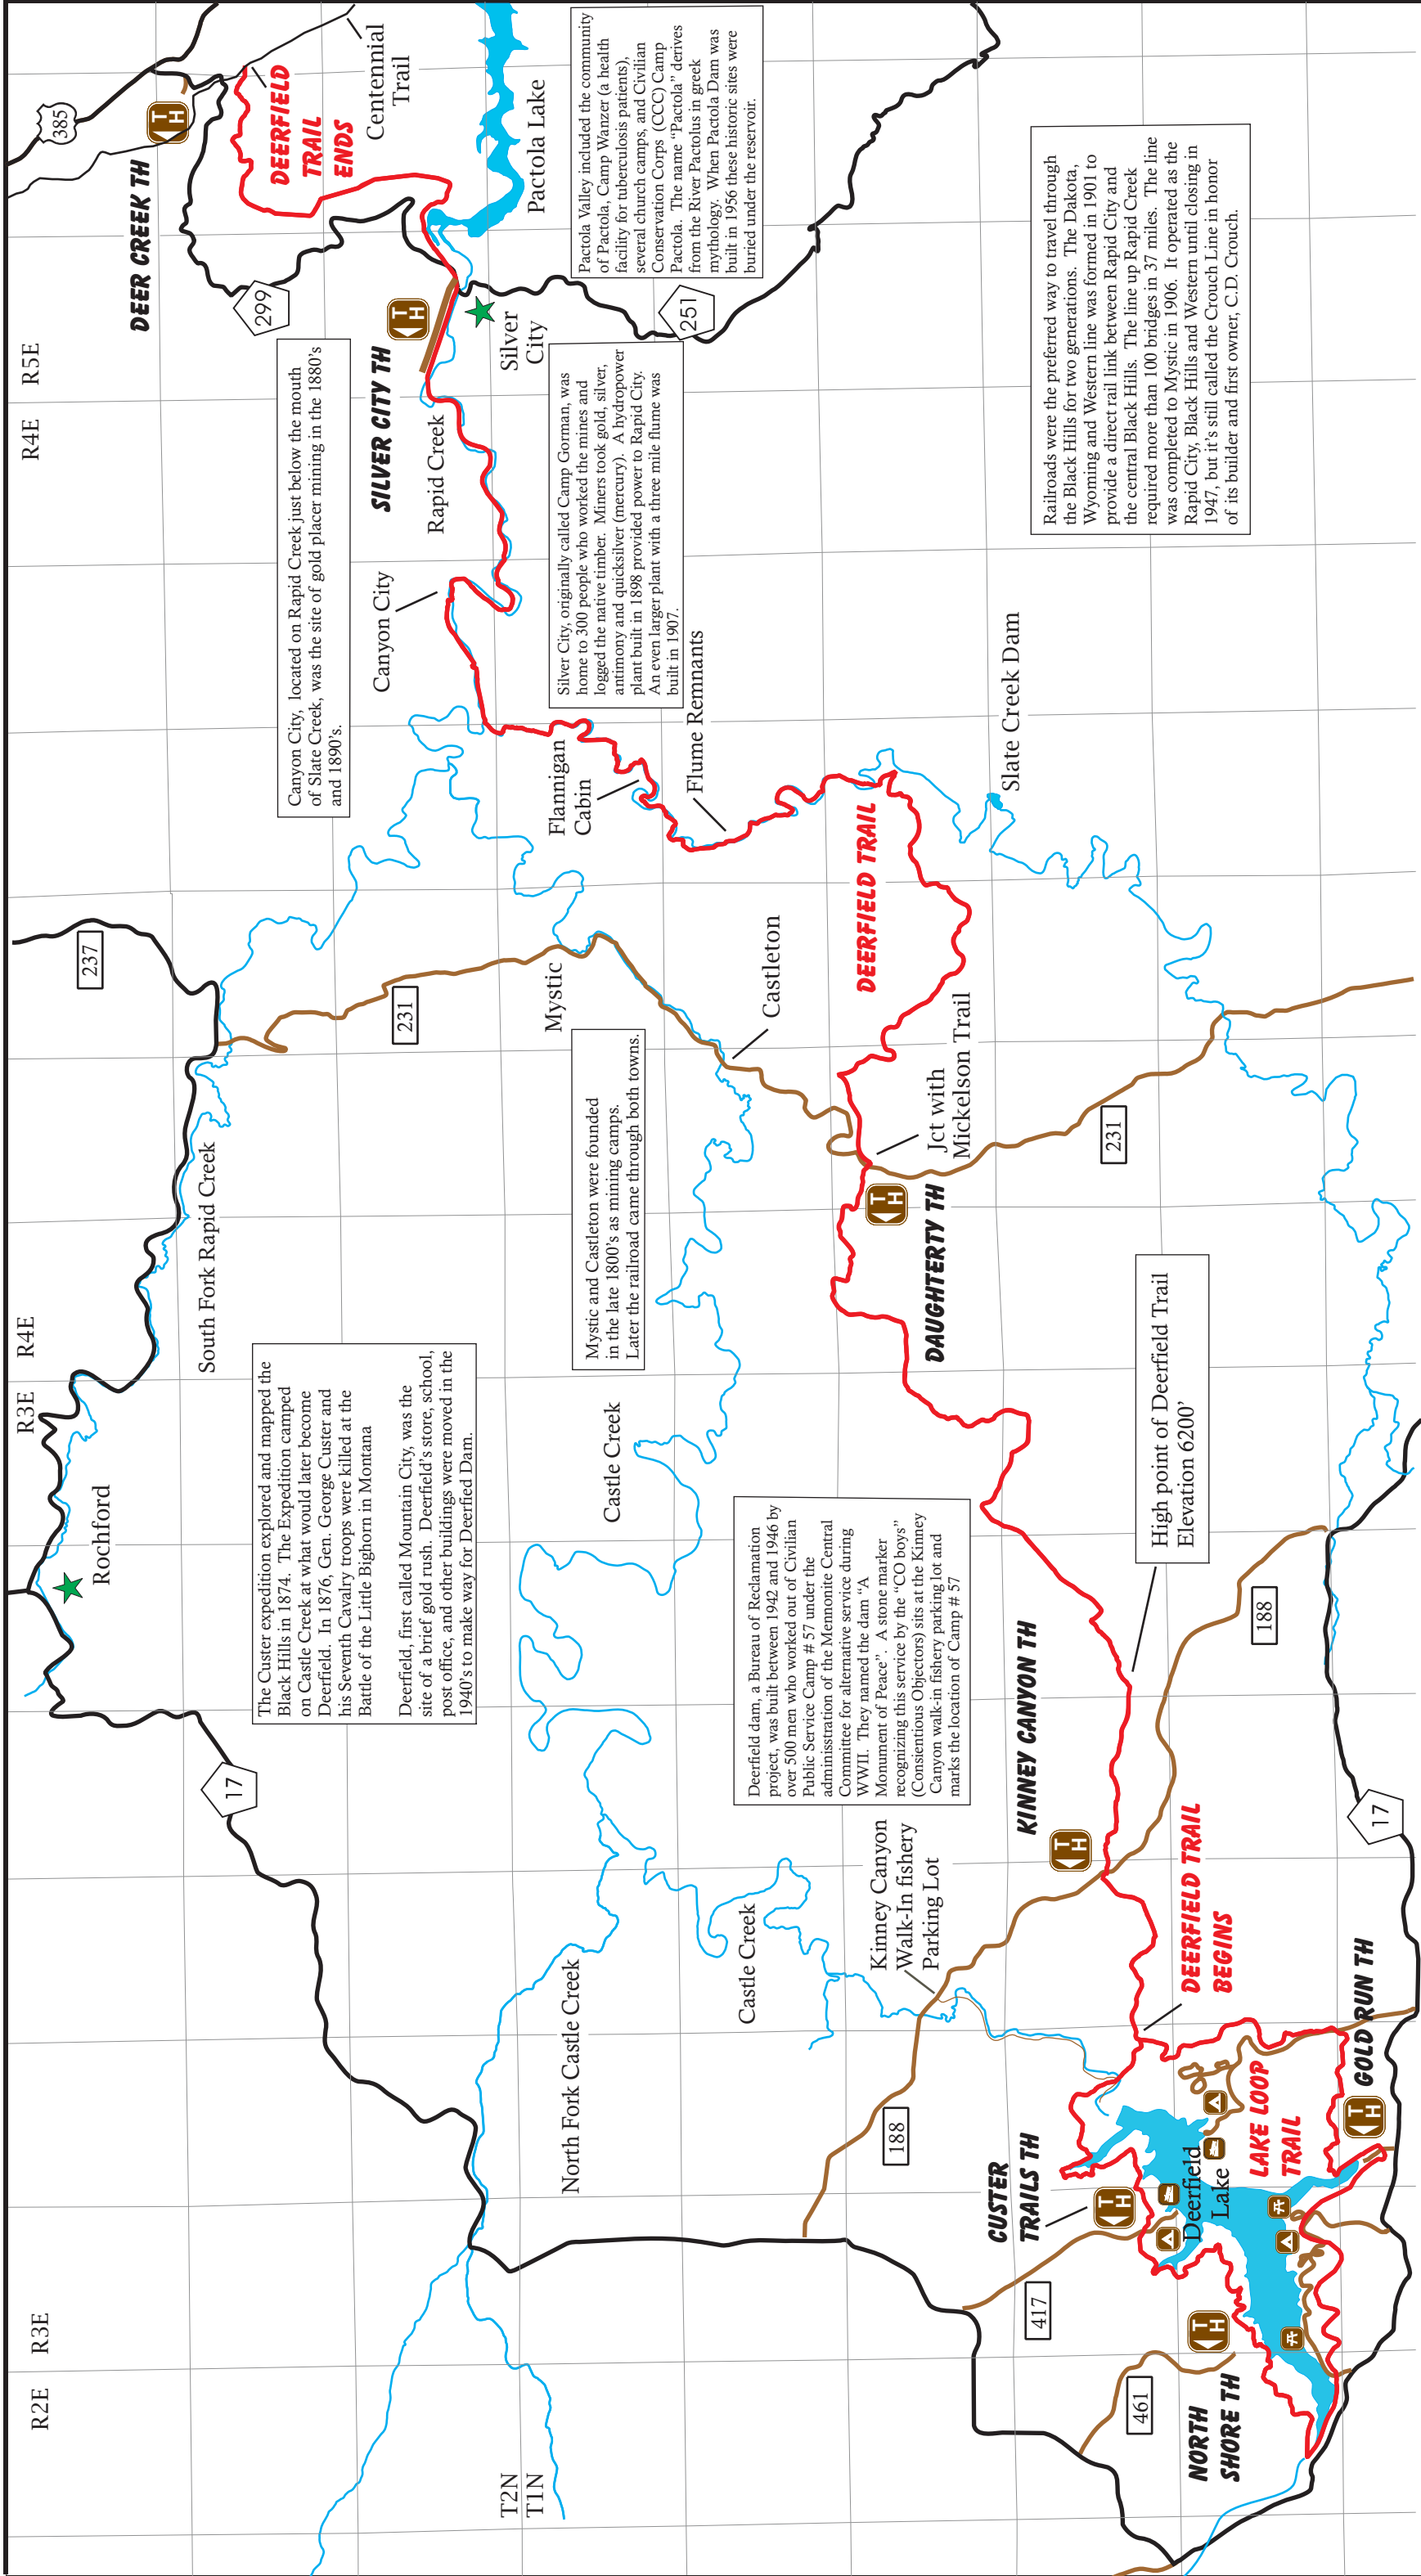 R2E
R3E
R3E
R4E
R4E
R5E
T2N
T1N
Rochford
237
385
DEER CREEK TH
TH
DEERFIELD
TRAIL
ENDS
Centennial
Trail
299
17
South Fork Rapid Creek
231
The Custer expedition explored and mapped the
Black Hills in 1874. The Expedition camped
on Castle Creek at what would later become
Deerfield. In 1876, Gen. George Custer and
his Seventh Cavalry troops were killed at the
Battle of the Little Bighorn in Montana
Deerfield, first called Mountain City, was the
site of a brief gold rush. Deerfield's store, school,
post office, and other buildings were moved in the
1940's to make way for Deerfied Dam.
Canyon City, located on Rapid Creek just below the mouth
of Slate Creek, was the site of gold placer mining in the 1880's
and 1890's.
SILVER CITY TH
TH
Rapid Creek
Canyon City
Silver
City
Pactola Lake
Pactola Valley included the community
of Pactola, Camp Wanzer (a health
facility for tuberculosis patients),
several church camps, and Civilian
Conservation Corps (CCC) Camp
Pactola. The name "Pactola" derives
from the River Pactolus in greek
mythology. When Pactola Dam was
built in 1956 these historic sites were
buried under the reservoir.
251
Silver City, originally called Camp Gorman, was
home to 300 people who worked the mines and
logged the native timber. Miners took gold, silver,
antimony and quicksilver (mercury). A hydropower
plant built in 1898 provided power to Rapid City.
An even larger plant with a three mile flume was
built in 1907.
Flannigan
Cabin
Flume Remnants
Mystic
Mystic and Castleton were founded
in the late 1800's as mining camps.
Later the railroad came through both towns.
Castleton
North Fork Castle Creek
Castle Creek
Castle Creek
Deerfield dam, a Bureau of Reclamation
project, was built between 1942 and 1946 by
over 500 men who worked out of Civilian
Public Service Camp # 57 under the
adminisstration of the Mennonite Central
Committee for alternative service during
WWII. They named the dam "A
Monument of Peace". A stone marker
recognizing this service by the "CO boys"
(Consientious Objectors) sits at the Kinney
Canyon walk-in fishery parking lot and
marks the location of Camp # 57
Kinney Canyon
Walk-In fishery
Parking Lot
188
DEERFIELD TRAIL
Jct with
Mickelson Trail
TH
DAUGHTERTY TH
Slate Creek Dam
Railroads were the preferred way to travel through
the Black Hills for two generations. The Dakota,
Wyoming and Western line was formed in 1901 to
provide a direct rail link between Rapid City and
the central Black Hills. The line up Rapid Creek
required more than 100 bridges in 37 miles. The line
was completed to Mystic in 1906. It operated as the
Rapid City, Black Hills and Western until closing in
1947, but it's still called the Crouch Line in honor
of its builder and first owner, C.D. Crouch.
231
High point of Deerfield Trail
Elevation 6200'
KINNEY CANYON TH
TH
188
17
DEERFIELD TRAIL
BEGINS
CUSTER
TRAILS TH
TH
417
461
NORTH
SHORE TH
TH
Deerfield
Lake
LAKE LOOP
TRAIL
GOLD RUN TH
TH